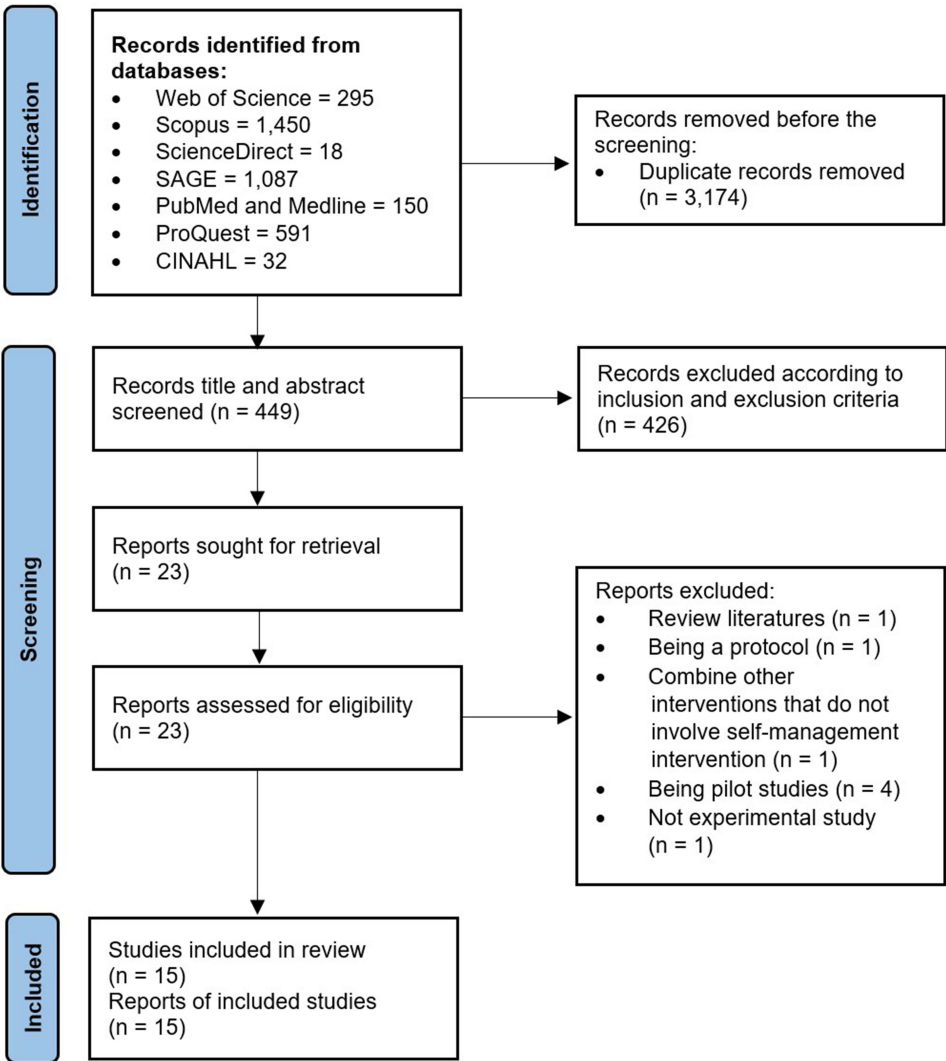 Identification
Records identified from
databases:
• Web of Science = 295
• Scopus = 1,450
• ScienceDirect = 18
• SAGE = 1,087
• PubMed and Medline = 150
• ProQuest = 591
• CINAHL = 32
Records removed before the
screening:
• Duplicate records removed
(n = 3,174)
Screening
Records title and abstract
screened (n = 449)
Records excluded according to
inclusion and exclusion criteria
(n = 426)
Reports sought for retrieval
(n = 23)
Reports assessed for eligibility
(n = 23)
Reports excluded:
• Review literatures (n = 1)
• Being a protocol (n = 1)
• Combine other
interventions that do not
involve self-management
intervention (n = 1)
• Being pilot studies (n = 4)
• Not experimental study
(n = 1)
Included
Studies included in review
(n = 15)
Reports of included studies
(n = 15)